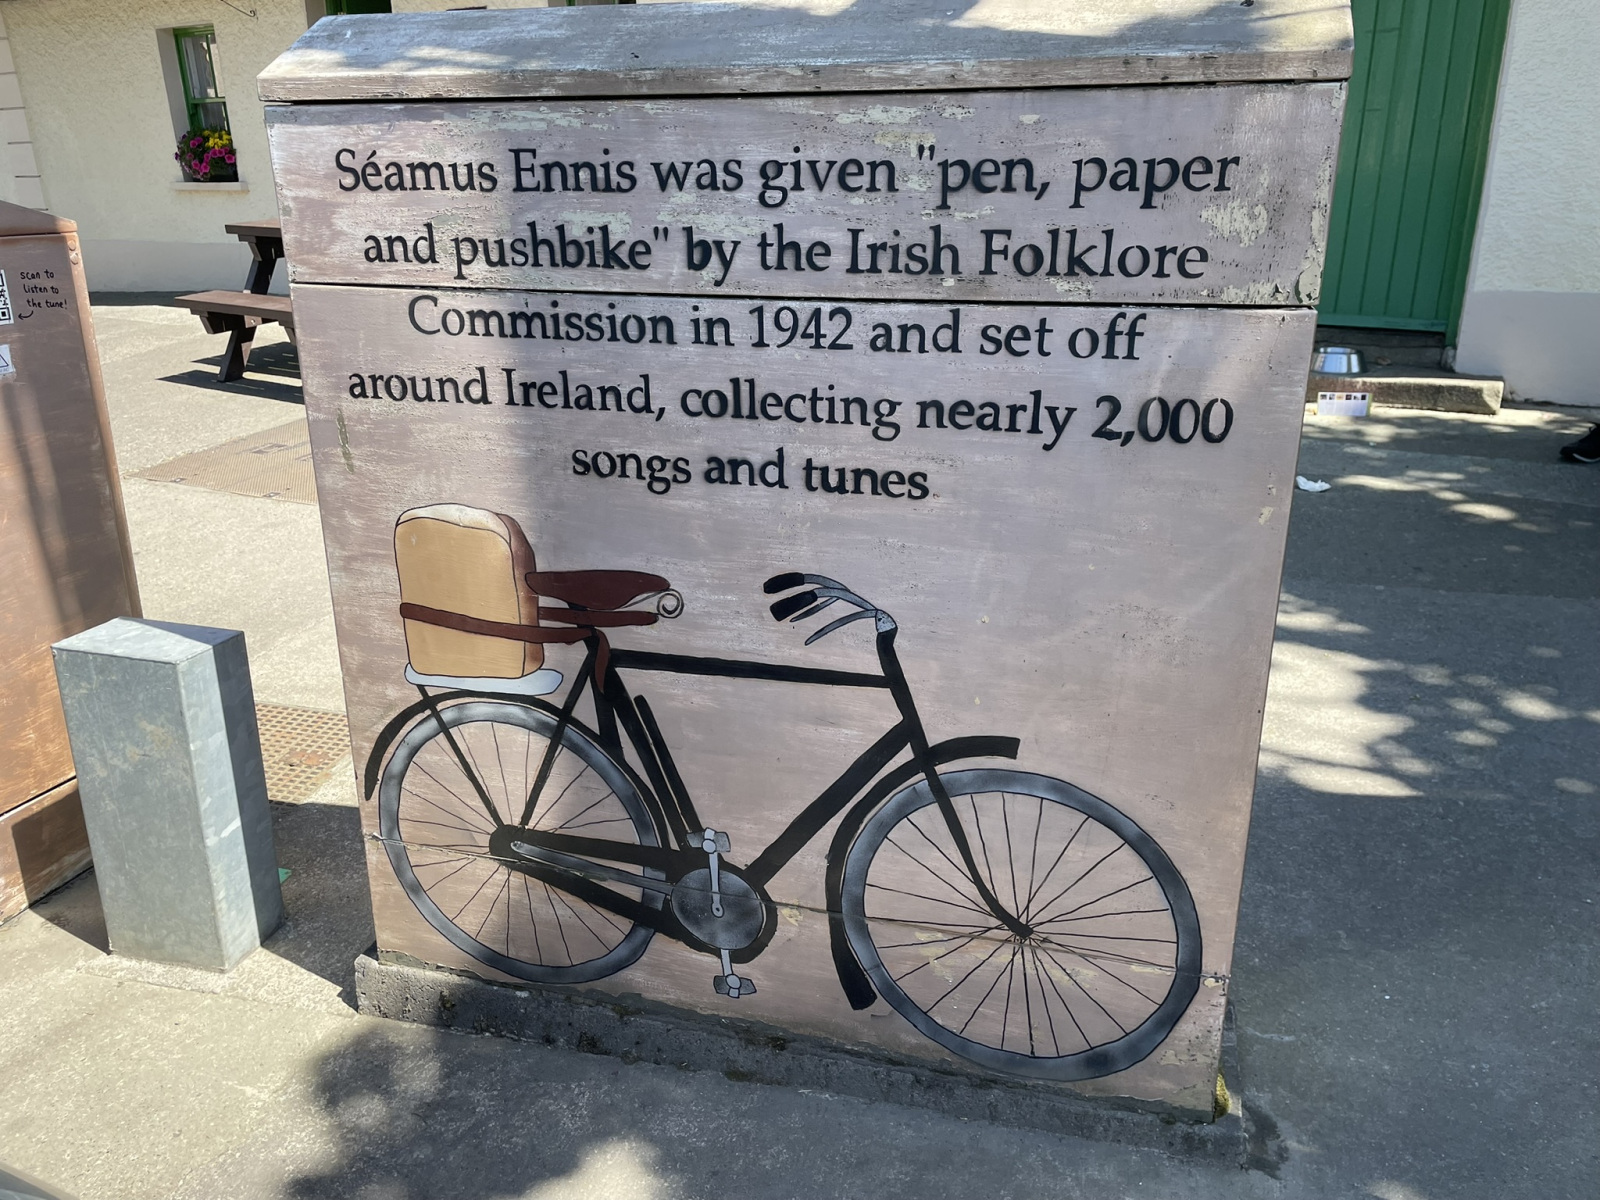 Séamus Ennis was given "pen, paper
and pushbike" by the Irish Folklore
Commission in 1942 and set off
around Ireland, collecting nearly 2,000
songs and tunes
scan to
listen to
the tune!